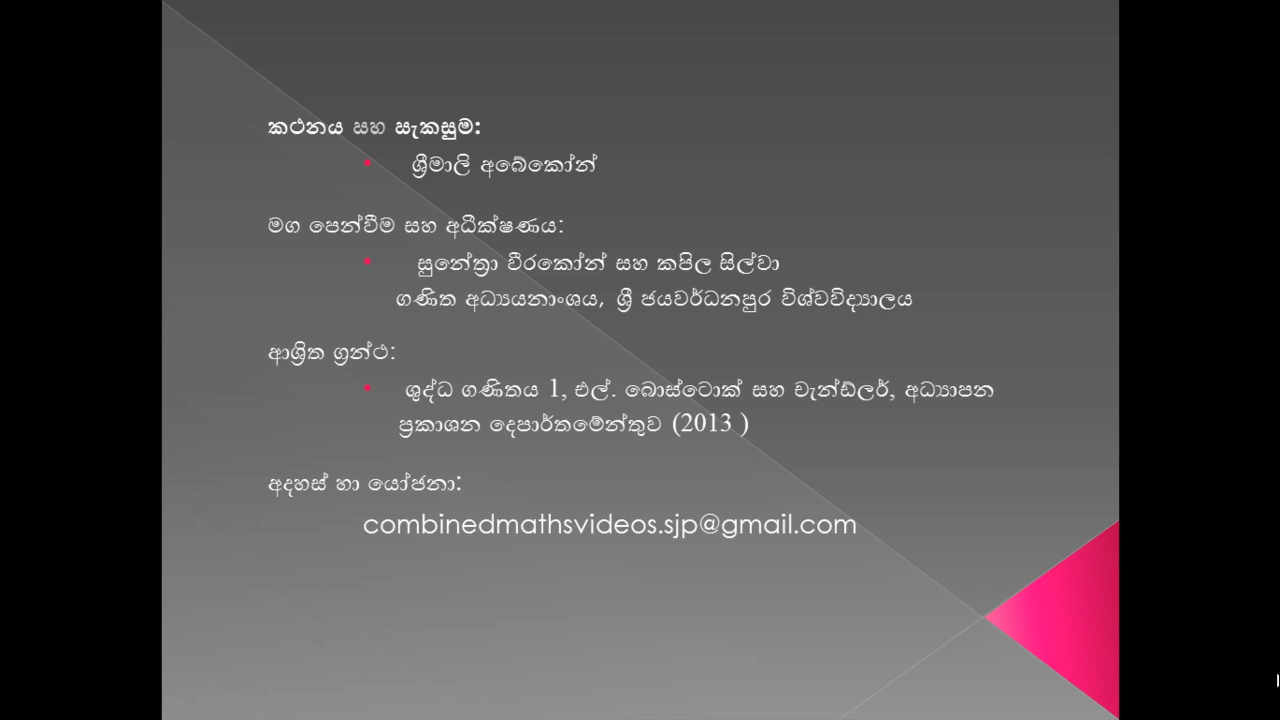 කථනය සහ සැකසුම:
• ශ්‍රීමාලි අබේකෝන්
මග පෙන්වීම සහ අධීක්ෂණය:
• සුනේත්‍රා වීරකෝන් සහ කපිල සිල්වා
ගණිත අධ්‍යයනාංශය, ශ්‍රී ජයවර්ධනපුර විශ්වවිද්‍යාලය
ආශ්‍රිත ග්‍රන්ථ:
• ශුද්ධ ගණිතය 1, එල්. බොස්ටොක් සහ චැන්ඩ්ලර්, අධ්‍යාපන
ප්‍රකාශන දෙපාර්තමේන්තුව (2013 )
අදහස් හා යෝජනා:
combinedmathsvideos.sjp@gmail.com